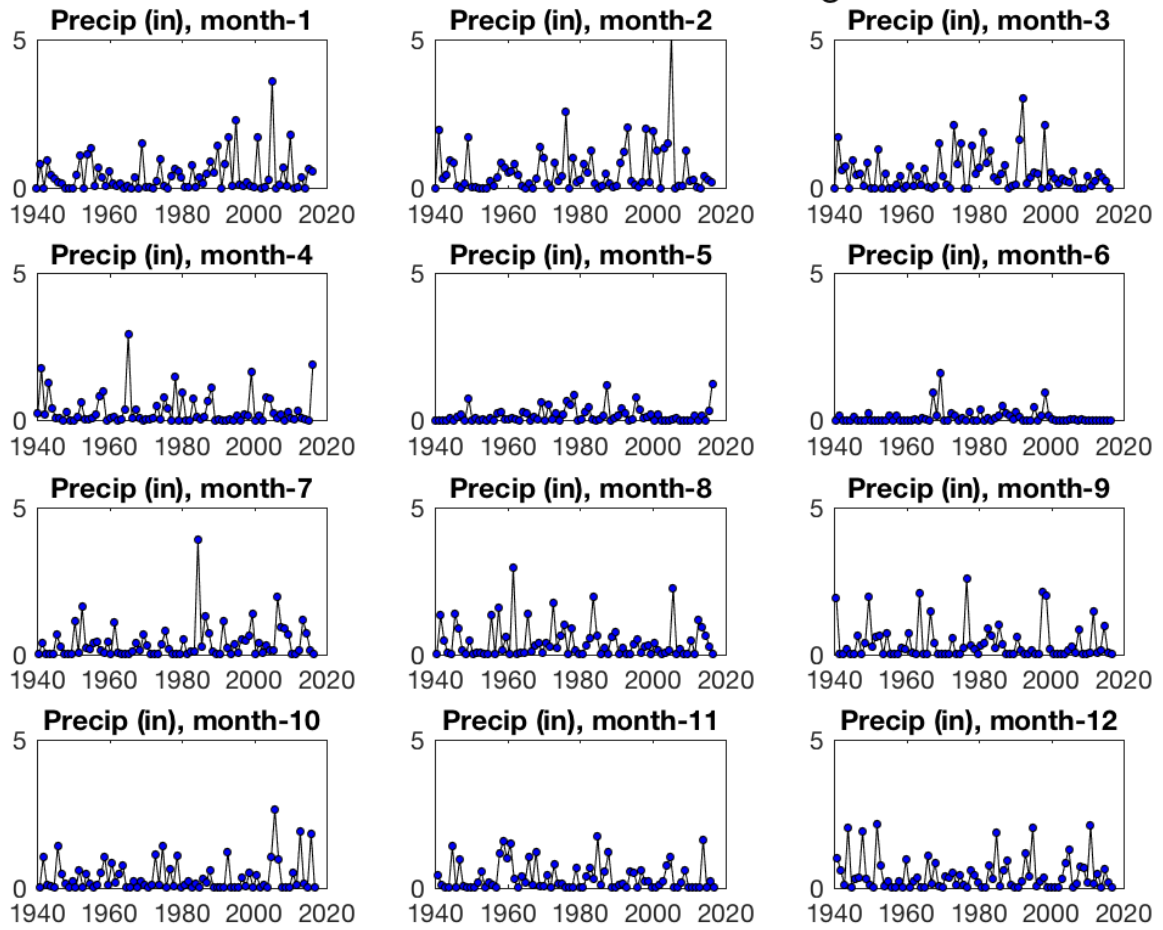 Precip (in), month-1 Precip (in), month-2 Precip (in), month-3
5 5 5
0 0 0
1940 1960 1980 2000 2020 1940 1960 1980 2000 2020 1940 1960 1980 2000 2020
Precip (in), month-4 Precip (in), month-5 Precip (in), month-6
5 5 5
0 0 0
1940 1960 1980 2000 2020 1940 1960 1980 2000 2020 1940 1960 1980 2000 2020
Precip (in), month-7 Precip (in), month-8 Precip (in), month-9
5 5 5
0 0 0
1940 1960 1980 2000 2020 1940 1960 1980 2000 2020 1940 1960 1980 2000 2020
Precip (in), month-10 Precip (in), month-11 Precip (in), month-12
5 5 5
0 0 0
1940 1960 1980 2000 2020 1940 1960 1980 2000 2020 1940 1960 1980 2000 2020